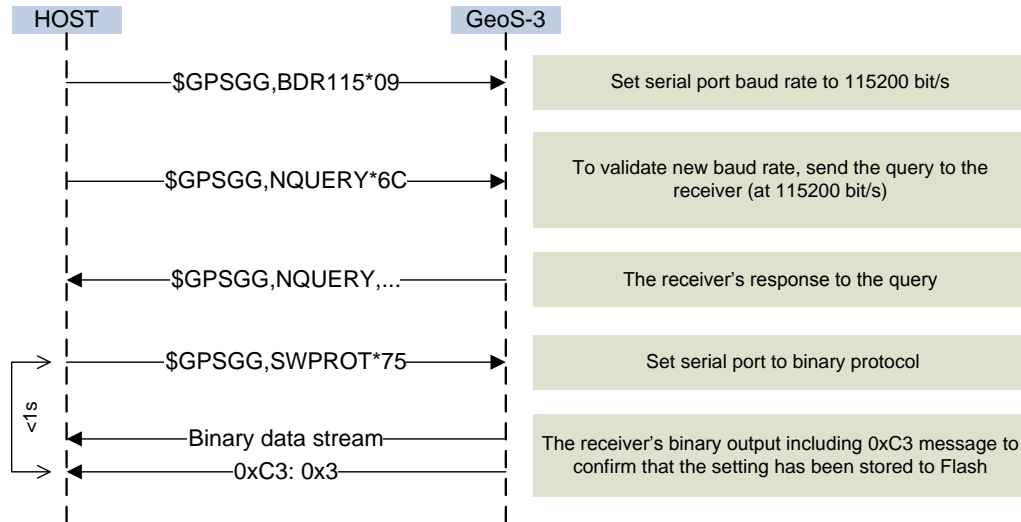 HOST
GeoS-3
$GPSGG,BDR115*09
Set serial port baud rate to 115200 bit/s
$GPSGG,NQUERY*6C
To validate new baud rate, send the query to the
receiver (at 115200 bit/s)
$GPSGG,NQUERY,...
The receiver's response to the query
$GPSGG,SWPROT*75
Set serial port to binary protocol
<1s
Binary data stream
0xC3: 0x3
The receiver's binary output including 0xC3 message to
confirm that the setting has been stored to Flash